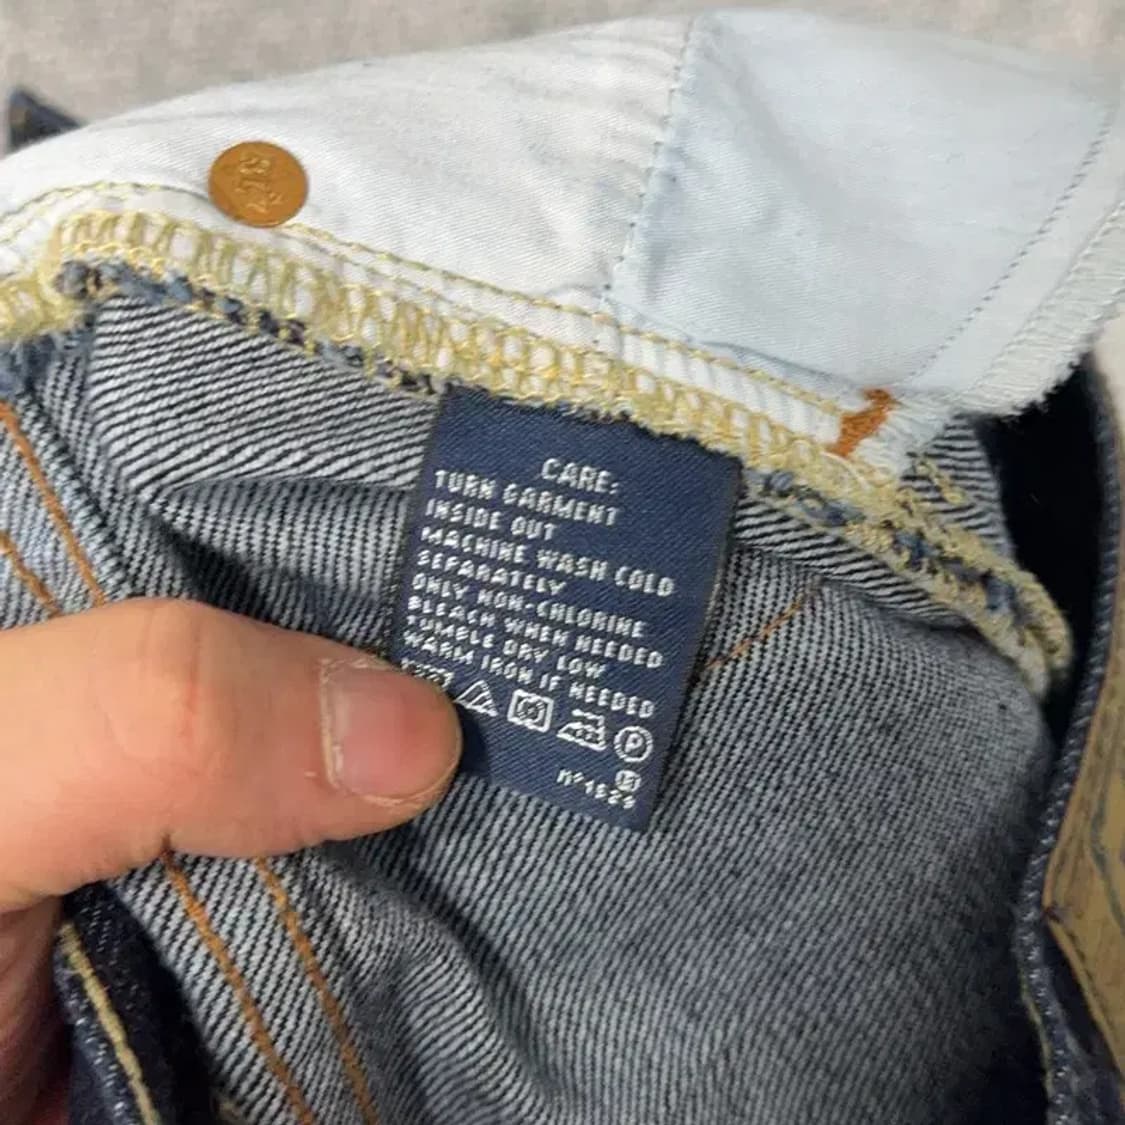 CARE:
TURN GARMENT
INSIDE OUT
MACHINE WASH COLD
SEPARATELY
ONLY NON-CHLORINE
BLEACH WHEN NEEDED
TUMBLE DRY LOW
WARM IRON IF NEEDED
P